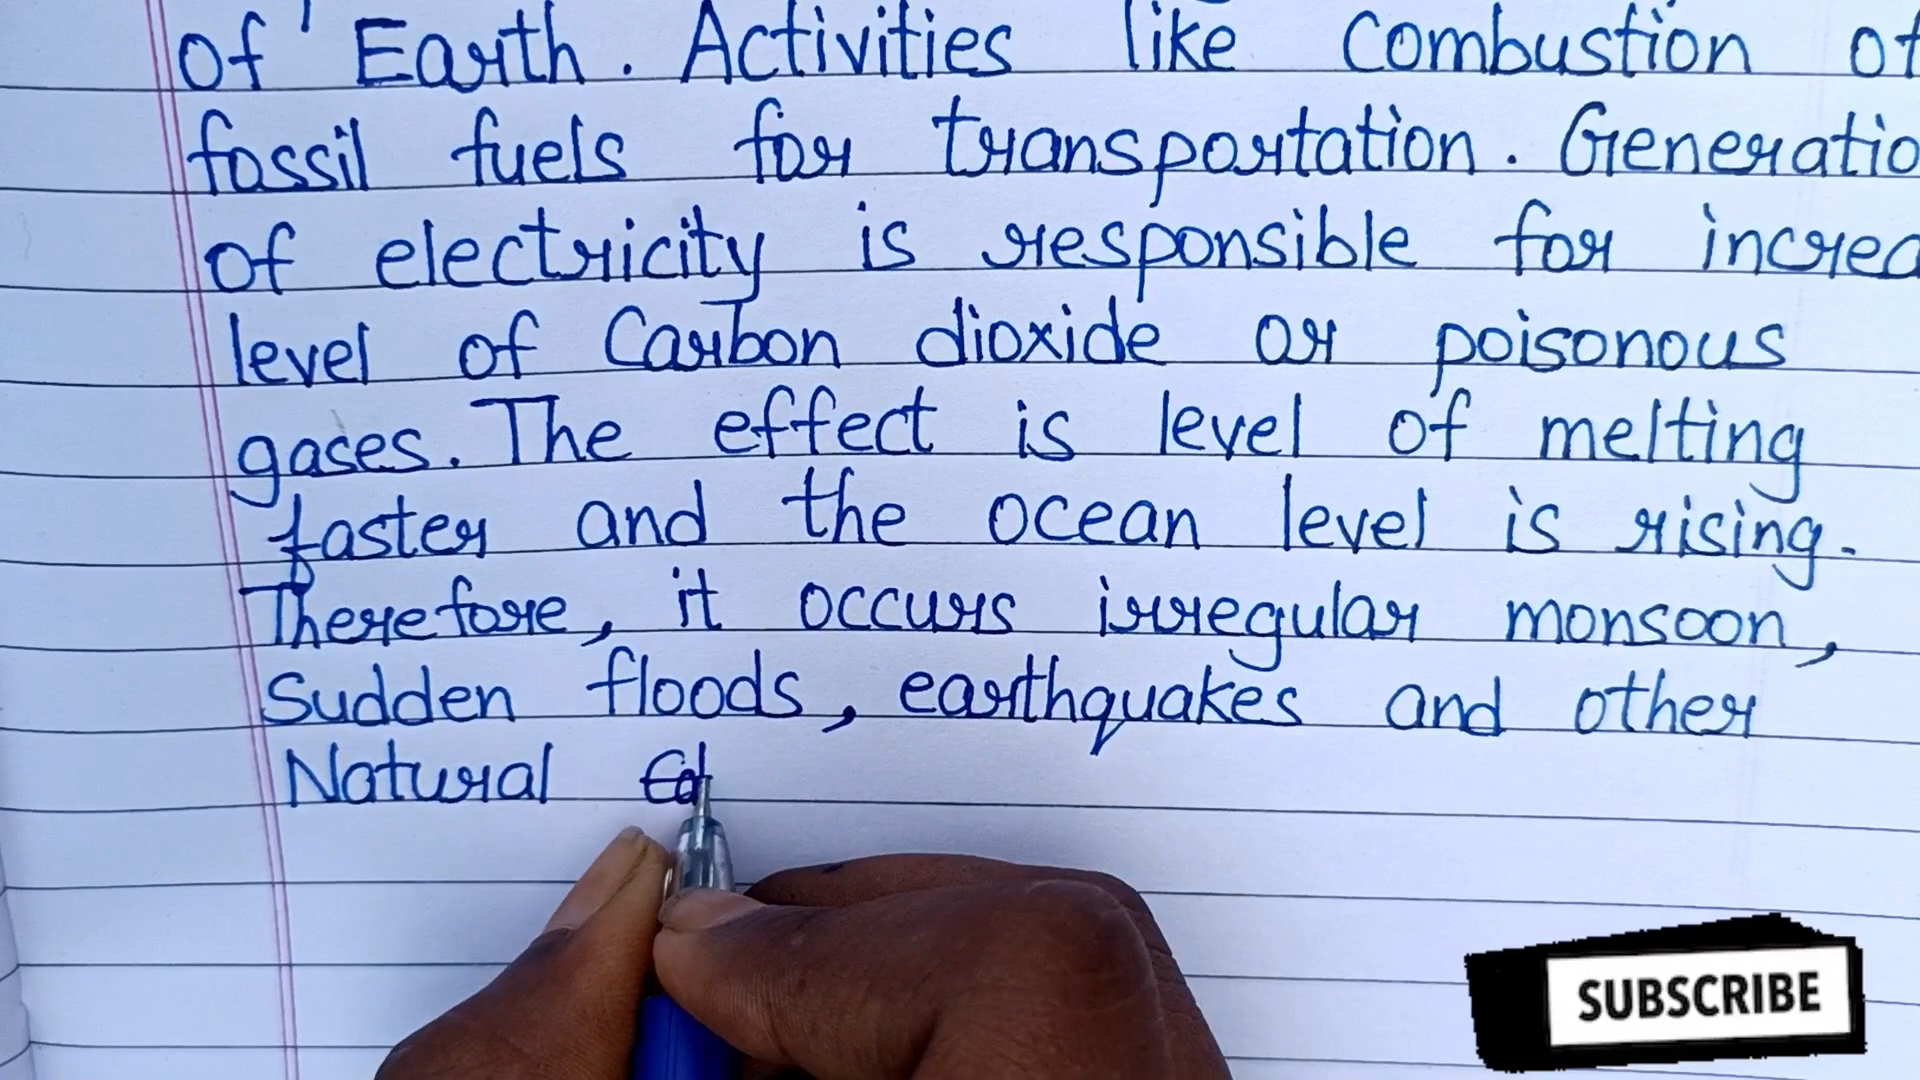 of Earth. Activities like Combustion of
fossil fuels for transportation. Generatio
of electricity is responsible for increa
level of Carbon dioxide or poisonous
gases. The effect is level of melting
faster and the ocean level is rising.
Therefore, it occurs irregular monsoon,
Sudden floods, earthquakes and other
Natural
SUBSCRIBE